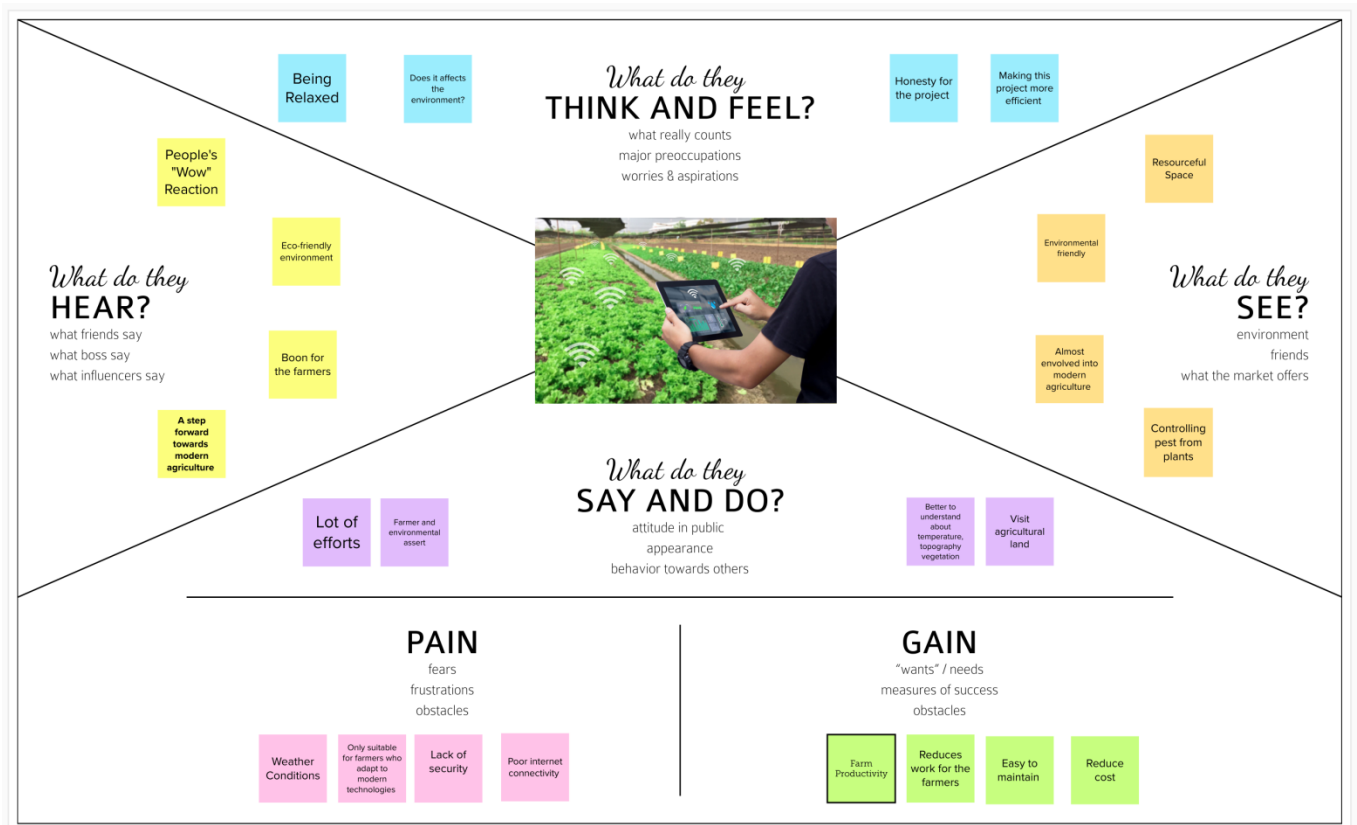 What do they
THINK AND FEEL?
what really counts
major preoccupations
worries & aspirations
Being
Relaxed
Does it affects
the
environment?
Honesty for
the project
Making this
project more
efficient
What do they
HEAR?
what friends say
what boss say
what influencers say
People's
"Wow"
Reaction
Eco-friendly
environment
Boon for
the farmers
A step
forward
towards
modern
agriculture
What do they
SEE?
environment
friends
what the market offers
Resourceful
Space
Environmental
friendly
Almost
envolved into
modern
agriculture
Controlling
pest from
plants
What do they
SAY AND DO?
attitude in public
appearance
behavior towards others
Lot of
efforts
Farmer and
environmental
assert
Better to
understand
about
temperature,
topography
vegetation
Visit
agricultural
land
PAIN
fears
frustrations
obstacles
Weather
Conditions
Only suitable
for farmers who
adapt to
modern
technologies
Lack of
security
Poor internet
connectivity
GAIN
"wants" / needs
measures of success
obstacles
Farm
Productivity
Reduces
work for the
farmers
Easy to
maintain
Reduce
cost